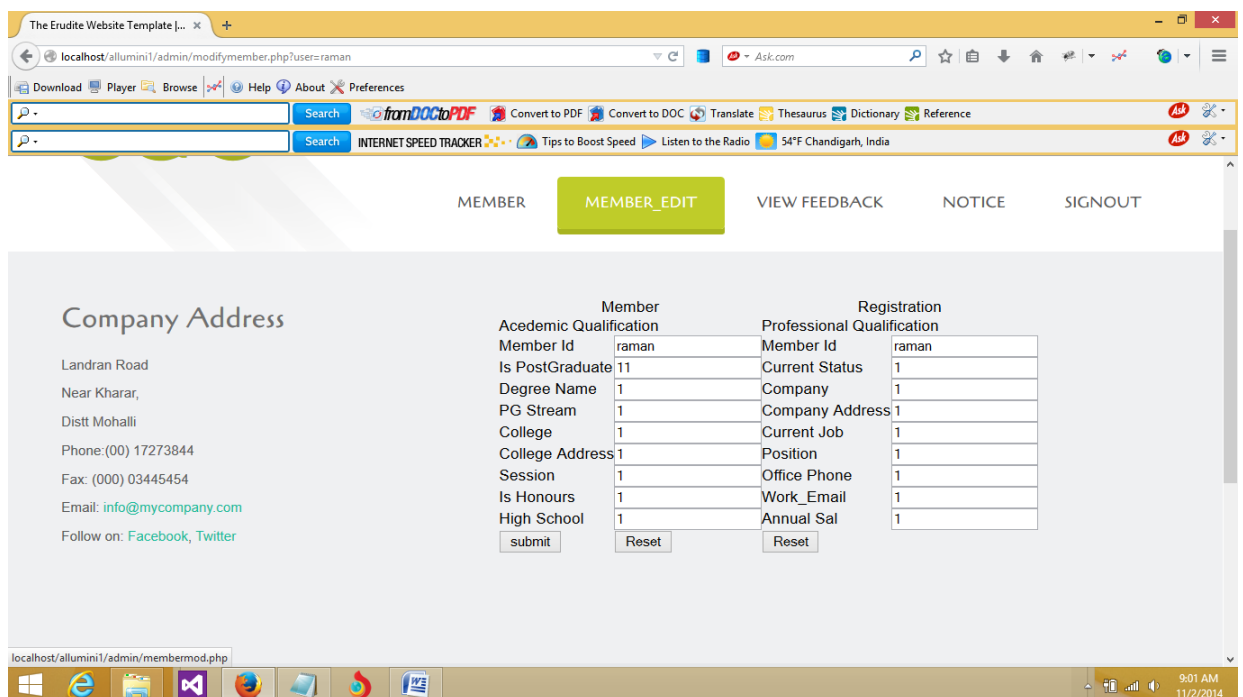 The Erudite Website Template |... × +
localhost/allumini1/admin/modifymember.php?user=raman
Ask.com
Download Player Browse Help About Preferences
Search fromDOCtoPDF Convert to PDF Convert to DOC Translate Thesaurus Dictionary Reference Ask
Search INTERNET SPEED TRACKER Tips to Boost Speed Listen to the Radio 54°F Chandigarh, India Ask
MEMBER MEMBER_EDIT VIEW FEEDBACK NOTICE SIGNOUT
Company Address
Landran Road
Near Kharar,
Distt Mohalli
Phone:(00) 17273844
Fax: (000) 03445454
Email: info@mycompany.com
Follow on: Facebook, Twitter
Member Registration
Acedemic Qualification Professional Qualification
Member Id raman Member Id raman
Is PostGraduate 11 Current Status 1
Degree Name 1 Company 1
PG Stream 1 Company Address 1
College 1 Current Job 1
College Address 1 Position 1
Session 1 Office Phone 1
Is Honours 1 Work_Email 1
High School 1 Annual Sal 1
submit Reset Reset
localhost/allumini1/admin/membermod.php
9:01 AM
11/2/2014